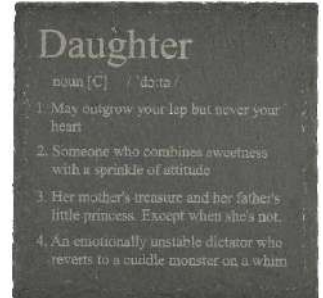 Daughter
noun [C] / 'dɔːtə /
1. May outgrow your lap but never your
heart
2. Someone who combines sweetness
with a sprinkle of attitude
3. Her mother's treasure and her father's
little princess. Except when she's not.
4. An emotionally unstable dictator who
reverts to a cuddle monster on a whim